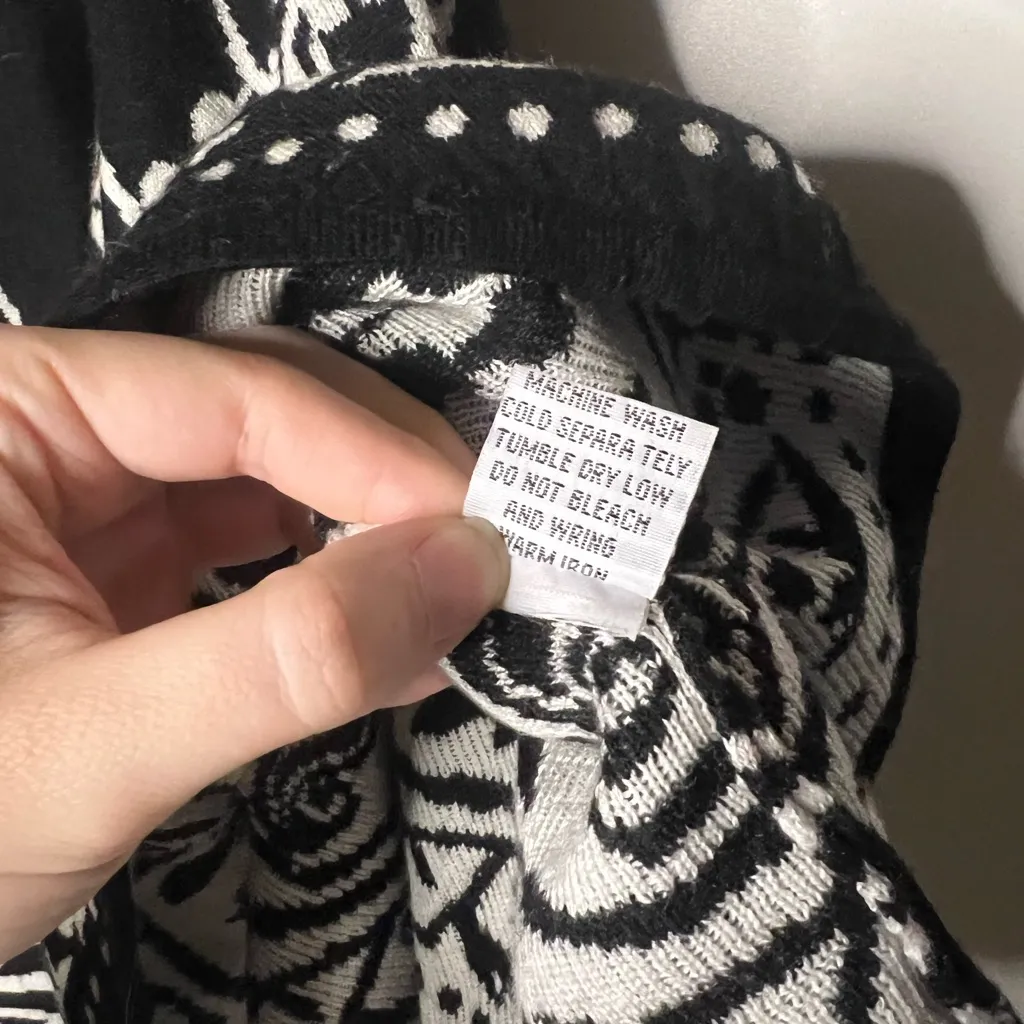 MACHINE WASH
COLD SEPARA TELY
TUMBLE DRY LOW
DO NOT BLEACH
AND WRING
WARM IRON